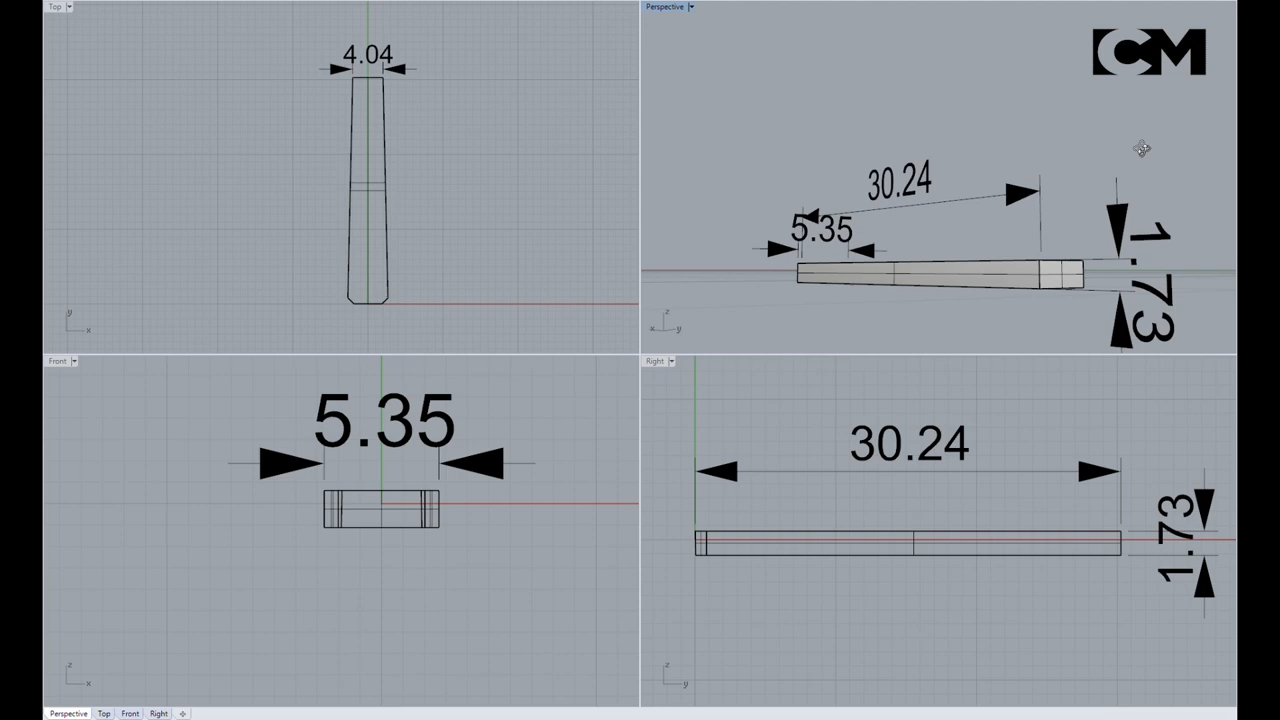 Top
4.04
y
x
Perspective
CM
30.24
5.35
1.73
z
x
y
Front
5.35
z
x
Right
30.24
1.73
z
y
Perspective
Top
Front
Right